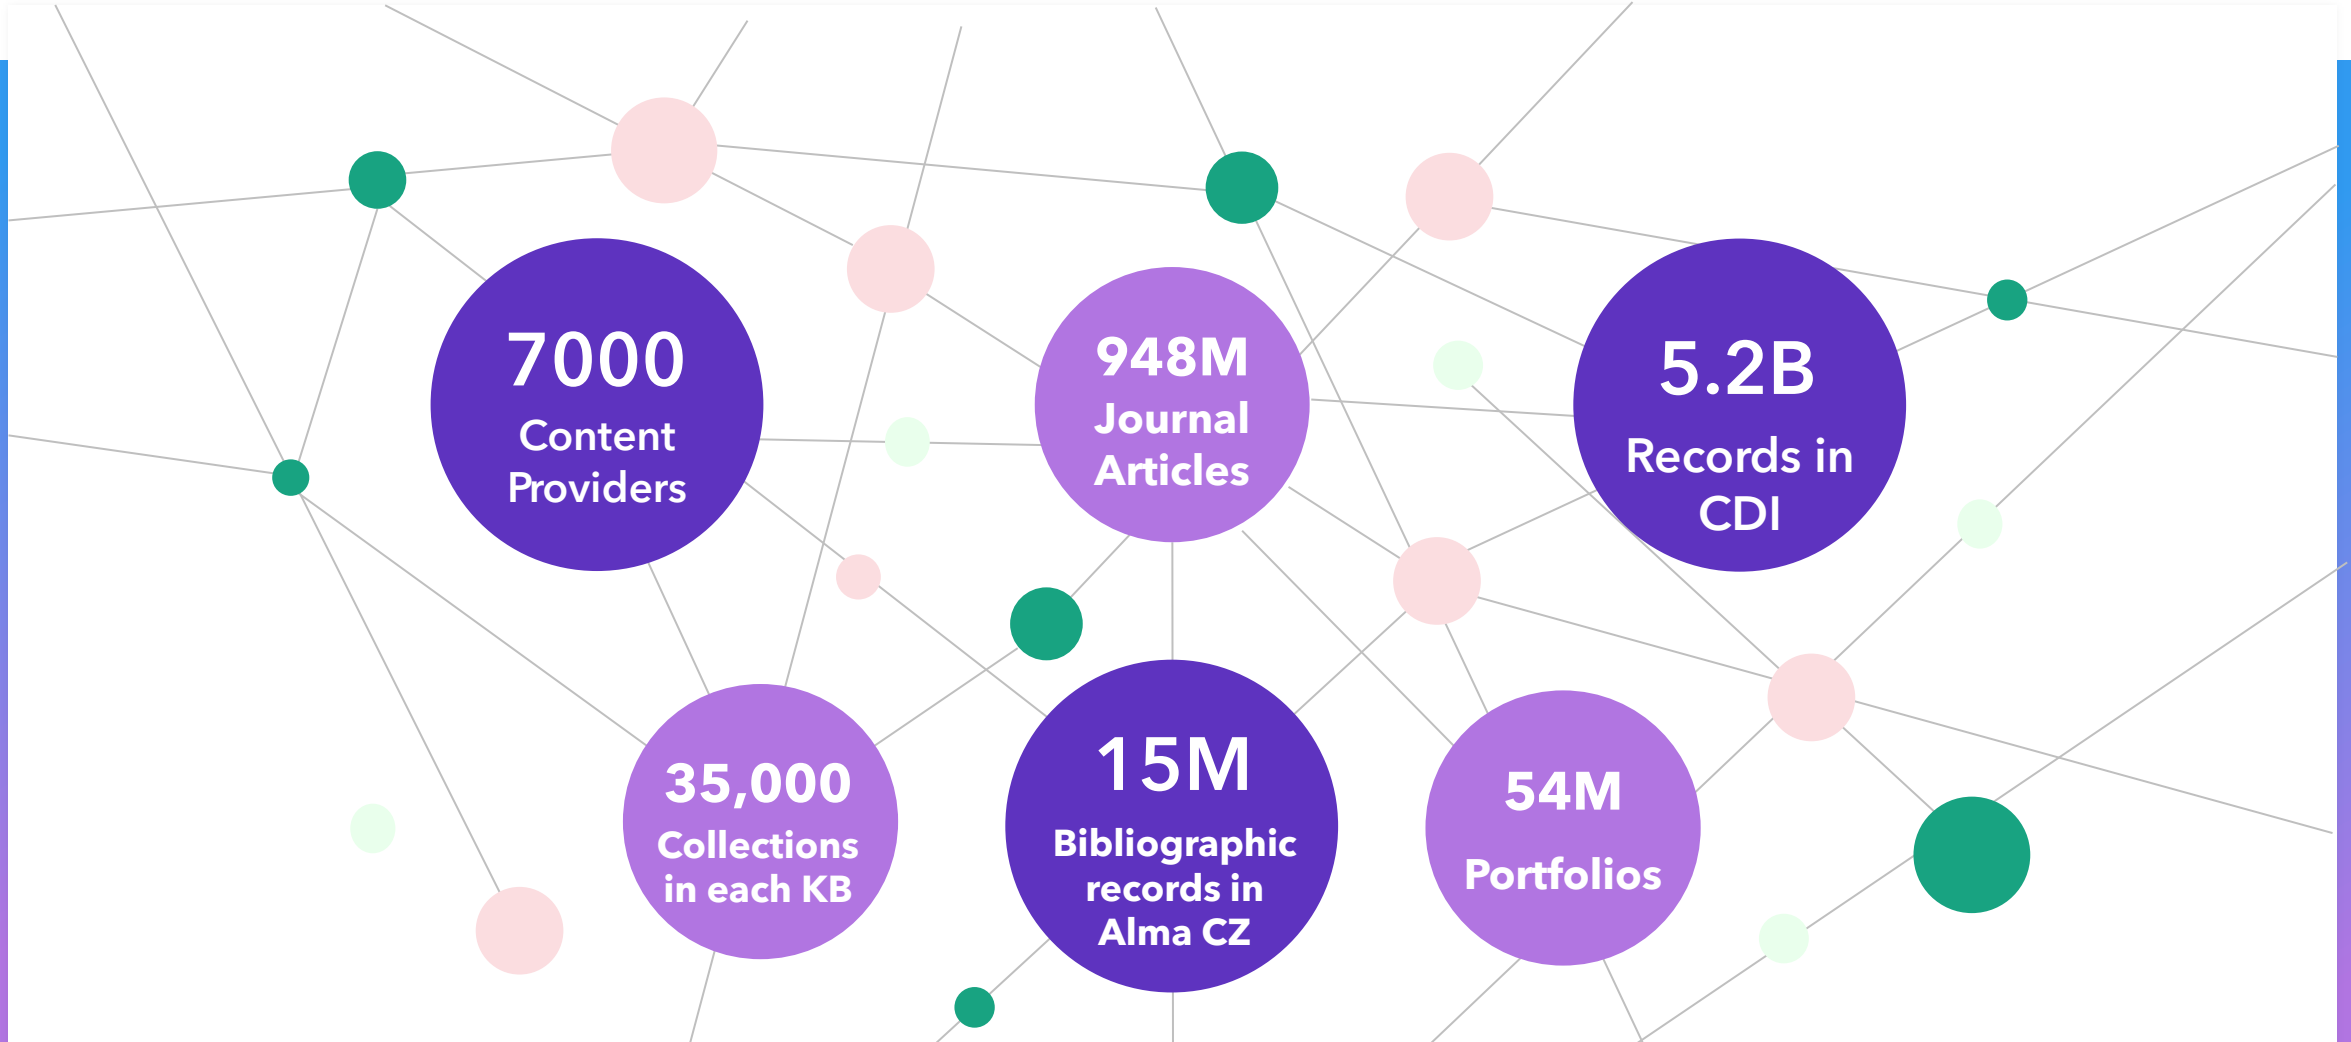 7000
Content
Providers
948M
Journal
Articles
5.2B
Records in
CDI
35,000
Collections
in each KB
15M
Bibliographic
records in
Alma CZ
54M
Portfolios